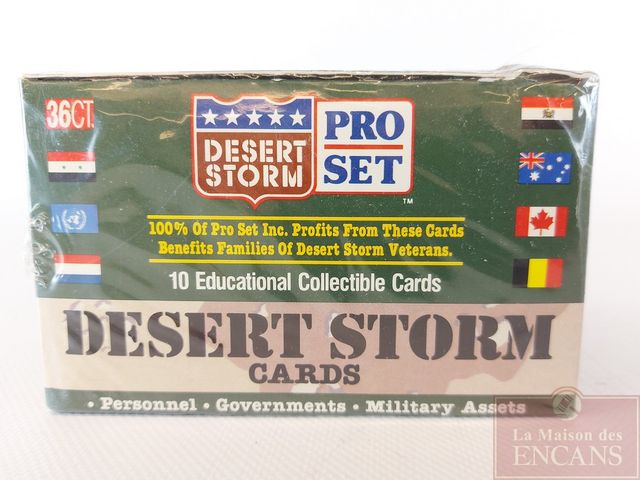 36CT.
DESERT
STORM
PRO
SET
TM
100% Of Pro Set Inc. Profits From These Cards
Benefits Families Of Desert Storm Veterans.
10 Educational Collectible Cards
DESERT STORM
CARDS
• Personnel • Governments • Military Assets •
La Maison des
ENCANS